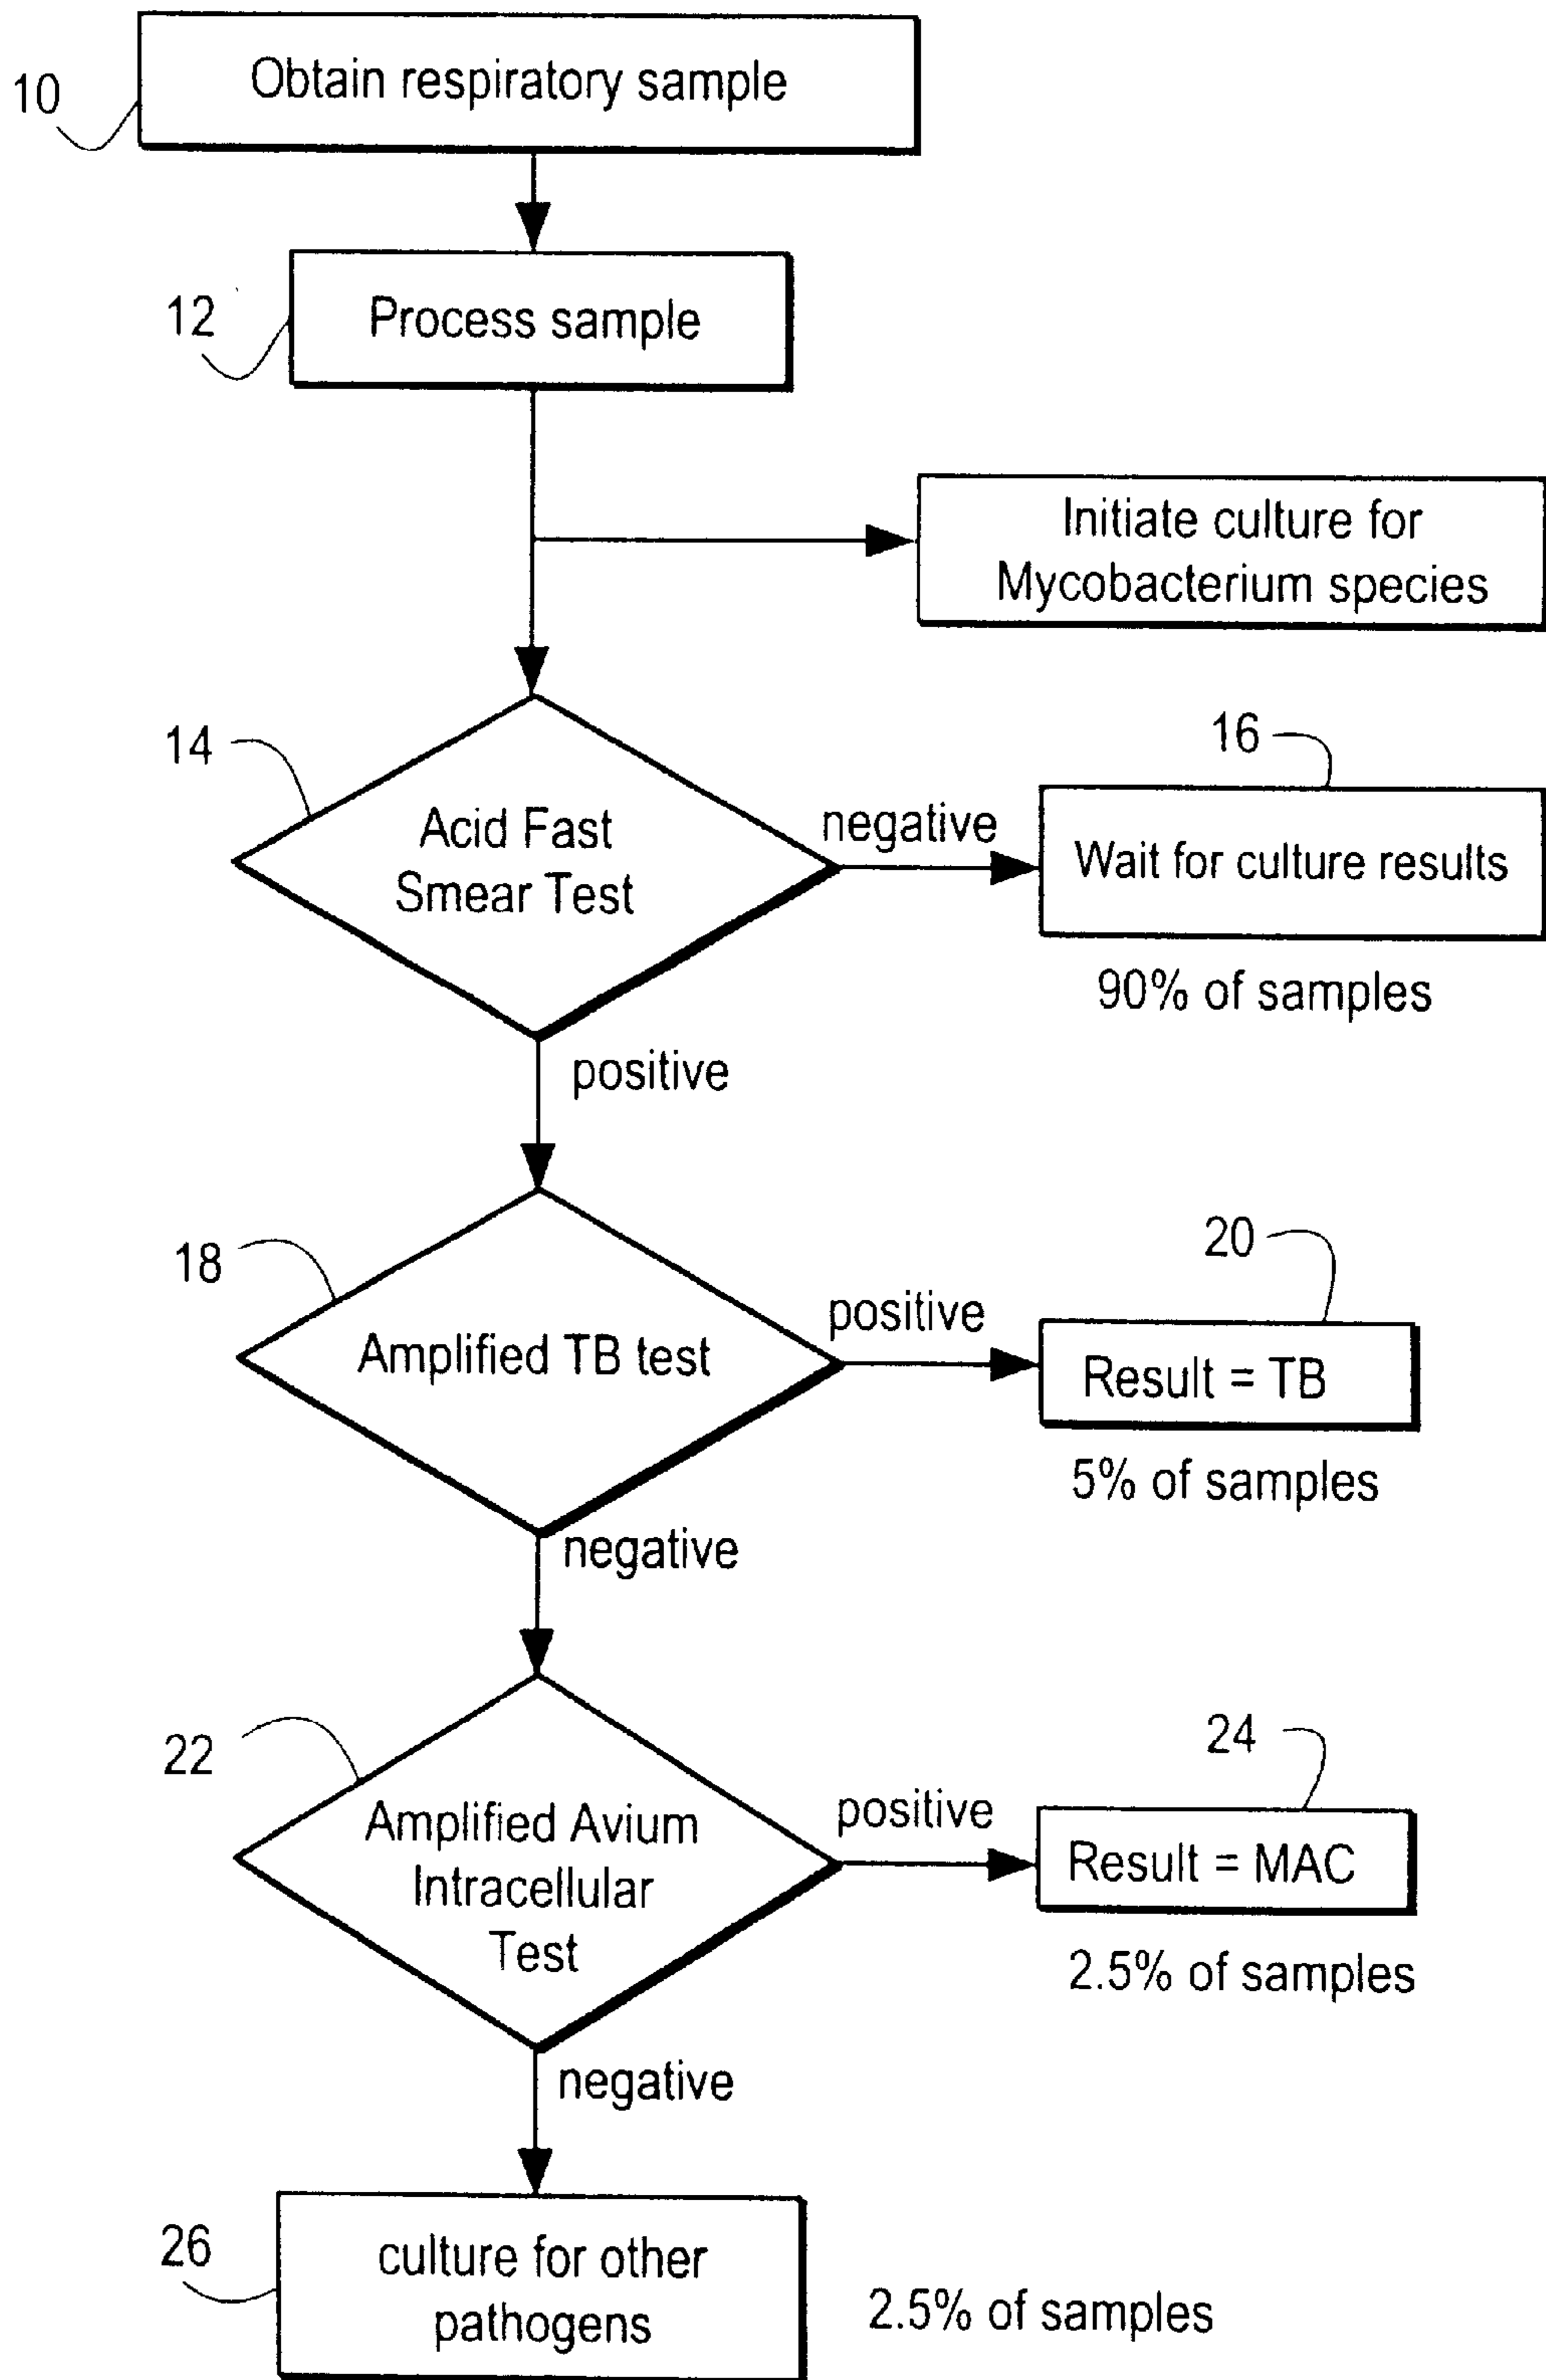 10
Obtain respiratory sample
12
Process sample
Initiate culture for
Mycobacterium species
14
Acid Fast
Smear Test
negative
16
Wait for culture results
90% of samples
positive
18
Amplified TB test
positive
20
Result = TB
5% of samples
negative
22
Amplified Avium
Intracellular
Test
positive
24
Result = MAC
2.5% of samples
negative
26
culture for other
pathogens
2.5% of samples